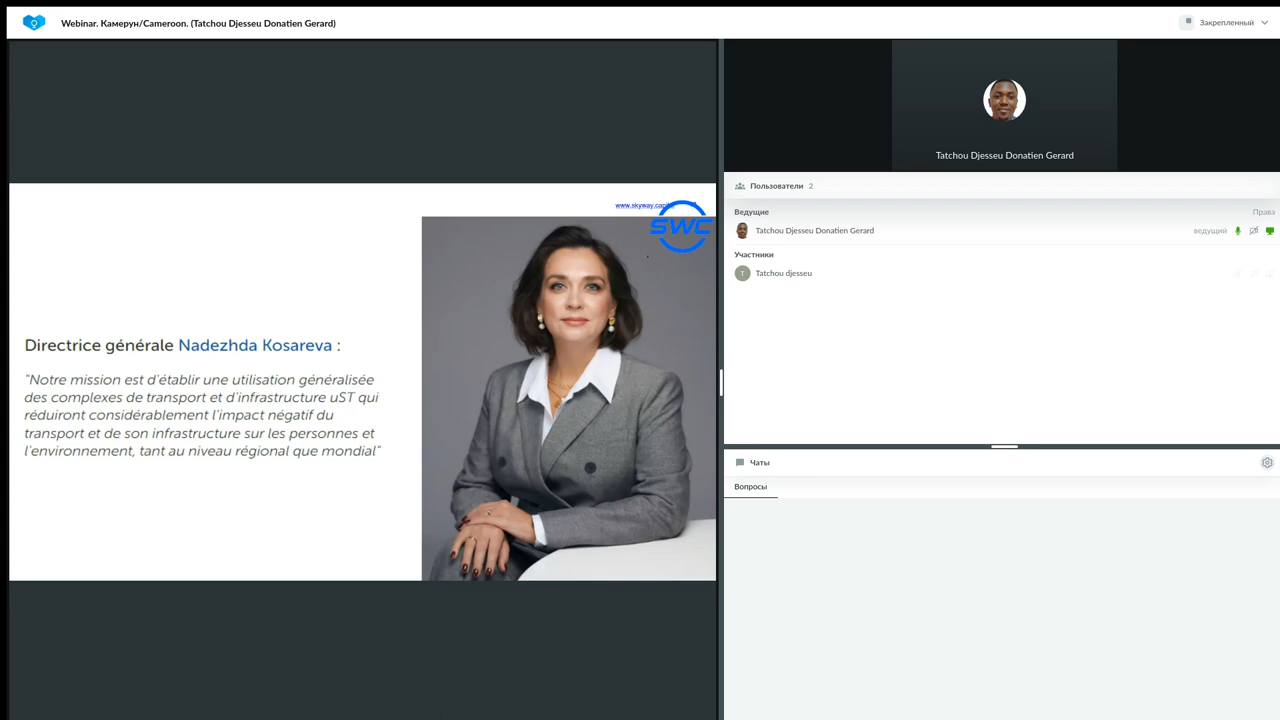 Webinar. Камерун/Cameroon. (Tatchou Djesseu Donatien Gerard)
Закрепленный
www.skyway.capital
SWC
Directrice générale Nadezhda Kosareva :
"Notre mission est d'établir une utilisation généralisée
des complexes de transport et d'infrastructure uST qui
réduiront considérablement l'impact négatif du
transport et de son infrastructure sur les personnes et
l'environnement, tant au niveau régional que mondial"
Tatchou Djesseu Donatien Gerard
Пользователи 2
Ведущие Права
Tatchou Djesseu Donatien Gerard ведущий
Участники
T Tatchou djesseu
Чаты
Вопросы